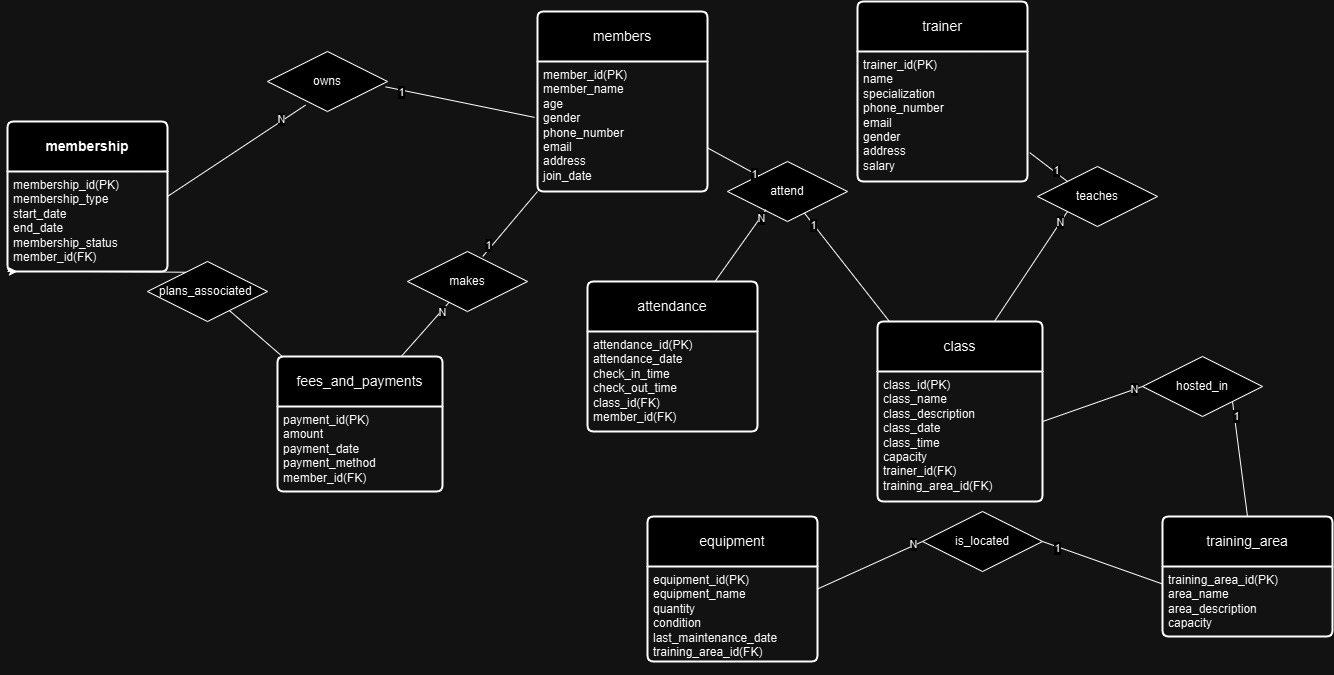 members
member_id(PK)
member_name
age
gender
phone_number
email
address
join_date
trainer
trainer_id(PK)
name
specialization
phone_number
email
gender
address
salary
owns
1
N
membership
membership_id(PK)
membership_type
start_date
end_date
membership_status
member_id(FK)
attend
1
N
1
teaches
1
N
plans_associated
makes
1
N
fees_and_payments
payment_id(PK)
amount
payment_date
payment_method
member_id(FK)
attendance
attendance_id(PK)
attendance_date
check_in_time
check_out_time
class_id(FK)
member_id(FK)
class
class_id(PK)
class_name
class_description
class_date
class_time
capacity
trainer_id(FK)
training_area_id(FK)
hosted_in
N
1
equipment
equipment_id(PK)
equipment_name
quantity
condition
last_maintenance_date
training_area_id(FK)
is_located
N
1
training_area
training_area_id(PK)
area_name
area_description
capacity